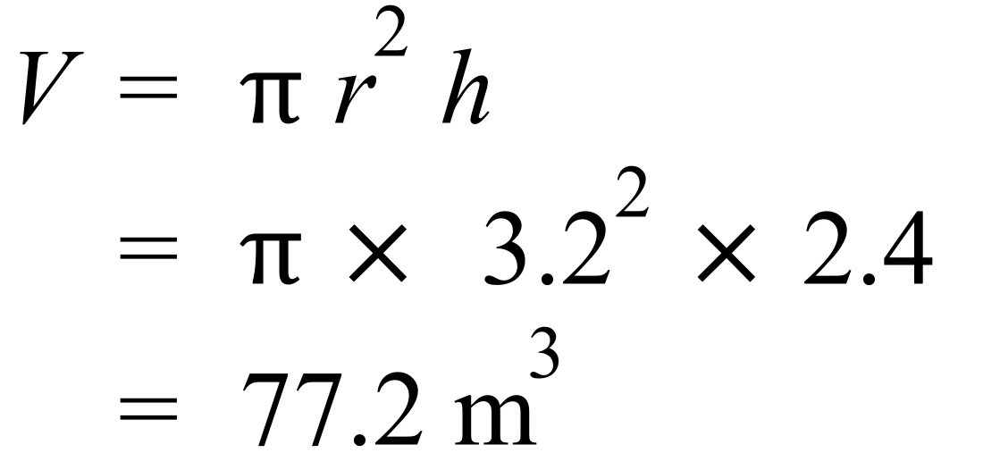 V = π r² h
= π × 3.2² × 2.4
= 77.2 m³